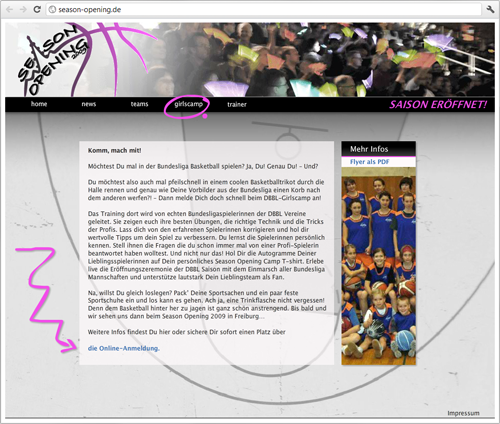 season-opening.de
SEASON
OPENING
2009
home news teams girlscamp trainer
SAISON ERÖFFNET!
Komm, mach mit!
Möchtest Du mal in der Bundesliga Basketball spielen? Ja, Du! Genau Du! – Und?
Du möchtest also auch mal pfeilschnell in einem coolen Basketballtrikot durch die
Halle rennen und genau wie Deine Vorbilder aus der Bundesliga einen Korb nach
dem anderen werfen?! – Dann melde Dich doch schnell beim DBBL-Girlscamp an!
Das Training dort wird von echten Bundesligaspielerinnen der DBBL Vereine
geleitet. Sie zeigen euch ihre besten Übungen, die richtige Technik und die Tricks
der Profis. Lass dich von den erfahrenen Spielerinnen korrigieren und hol dir
wertvolle Tipps um dein Spiel zu verbessern. Du lernst die Spielerinnen persönlich
kennen. Stell ihnen die Fragen die du schon immer mal von einer Profi-Spielerin
beantwortet haben wolltest. Und nicht nur das! Hol Dir die Autogramme Deiner
Lieblingsspielerinnen auf Dein persönliches Season Opening Camp T-shirt. Erlebe
live die Eröffnungszeremonie der DBBL Saison mit dem Einmarsch aller Bundesliga
Mannschaften und unterstütze lautstark Dein Lieblingsteam als Fan.
Na, willst Du gleich loslegen? Pack' Deine Sportsachen und ein paar feste
Sportschuhe ein und los kann es gehen. Ach ja, eine Trinkflasche nicht vergessen!
Denn dem Basketball hinter her zu jagen ist ganz schön anstrengend. Bis bald und
wir sehen uns dann beim Season Opening 2009 in Freiburg...
Weitere Infos findest Du hier oder sichere Dir sofort einen Platz über
die Online-Anmeldung.
Mehr Infos
Flyer als PDF
Impressum